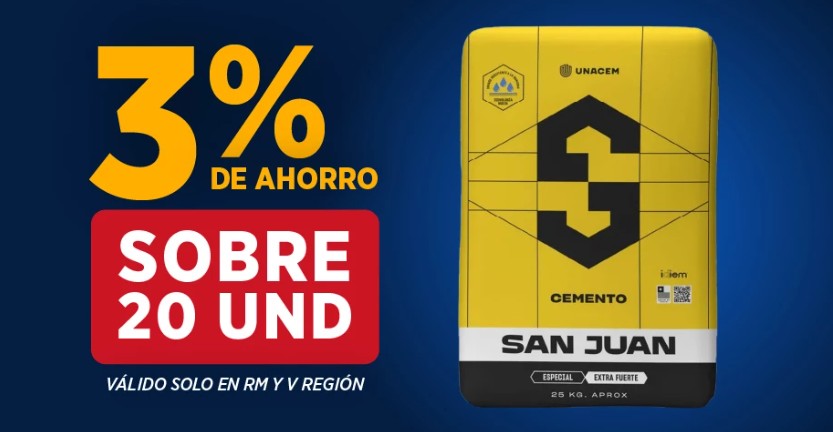 3%
DE AHORRO
SOBRE
20 UND
VÁLIDO SOLO EN RM Y V REGIÓN
UNACEM
CEMENTO
idiem
SAN JUAN
ESPECIAL EXTRA FUERTE
25 KG. APROX